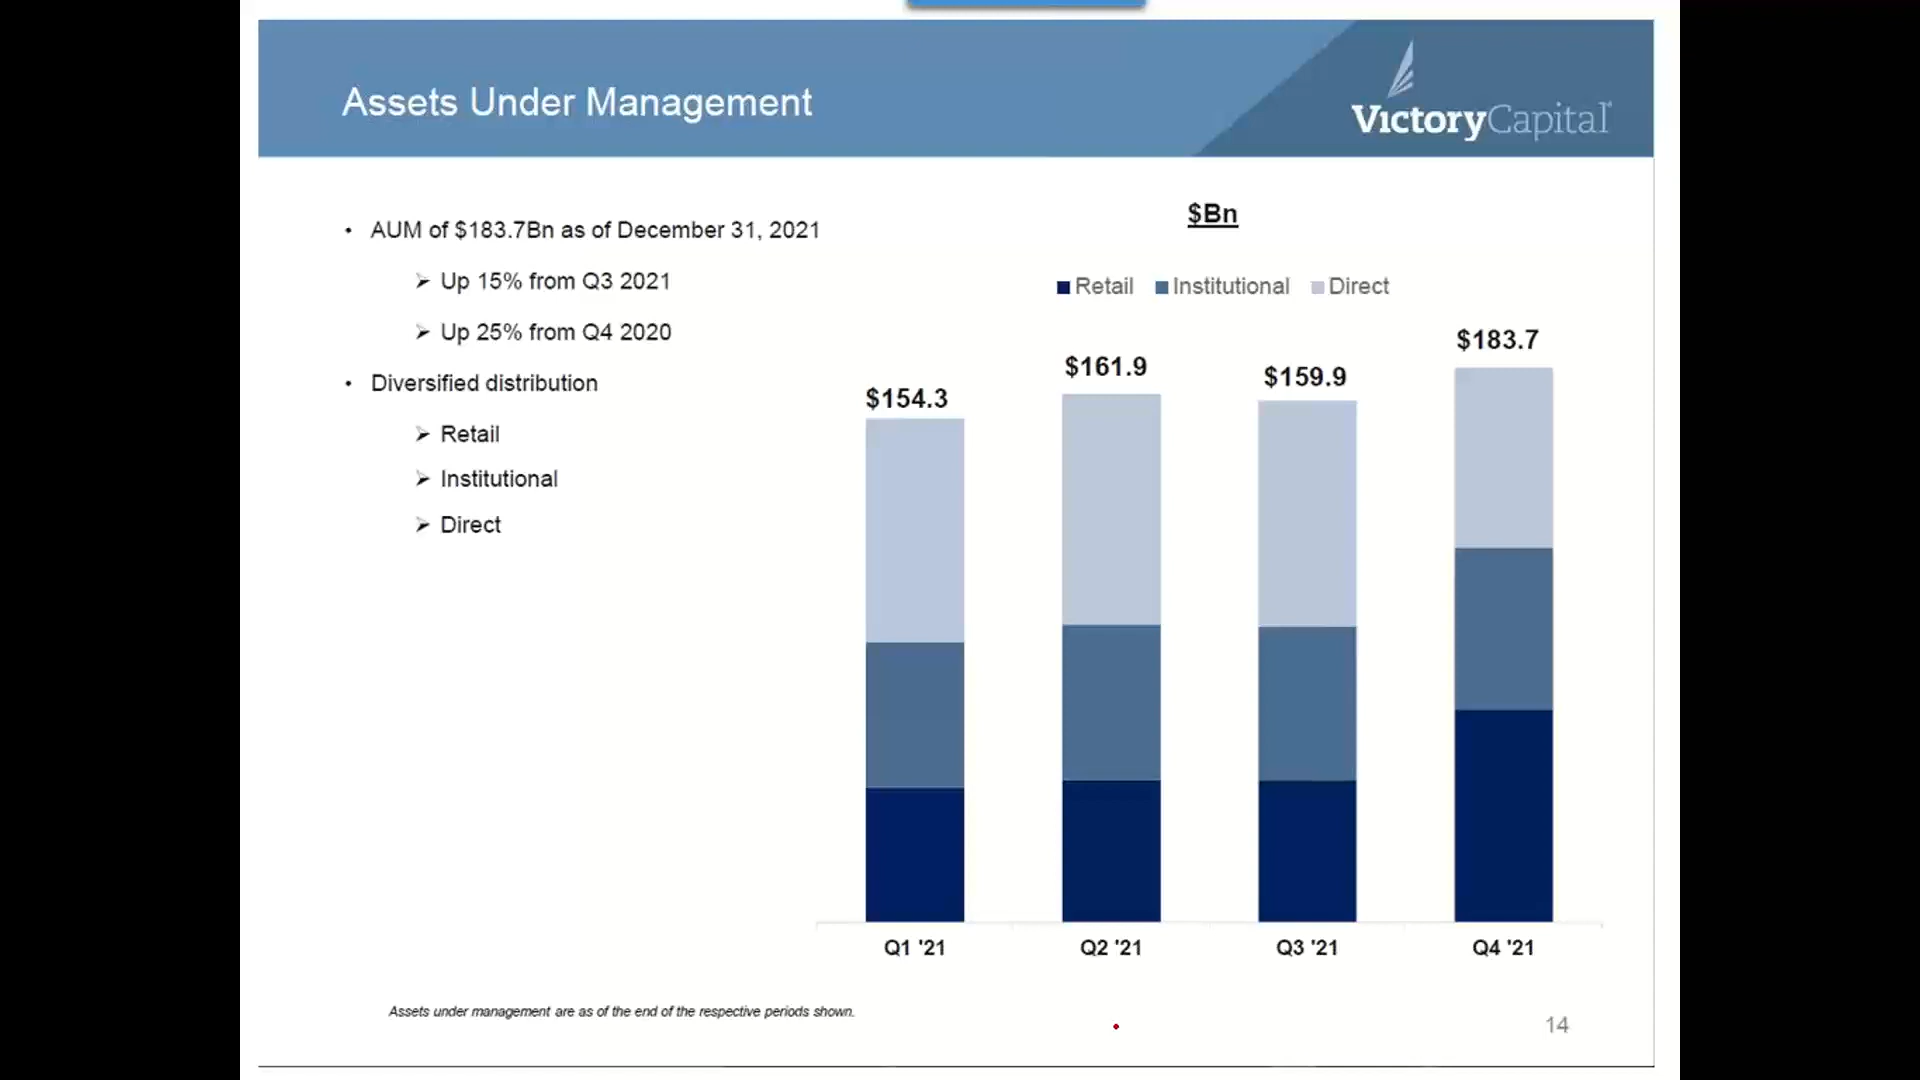 Assets Under Management
VictoryCapital
• AUM of $183.7Bn as of December 31, 2021
➢ Up 15% from Q3 2021
➢ Up 25% from Q4 2020
• Diversified distribution
➢ Retail
➢ Institutional
➢ Direct
$Bn
Retail Institutional Direct
$154.3
$161.9
$159.9
$183.7
Q1 '21 Q2 '21 Q3 '21 Q4 '21
Assets under management are as of the end of the respective periods shown.
14